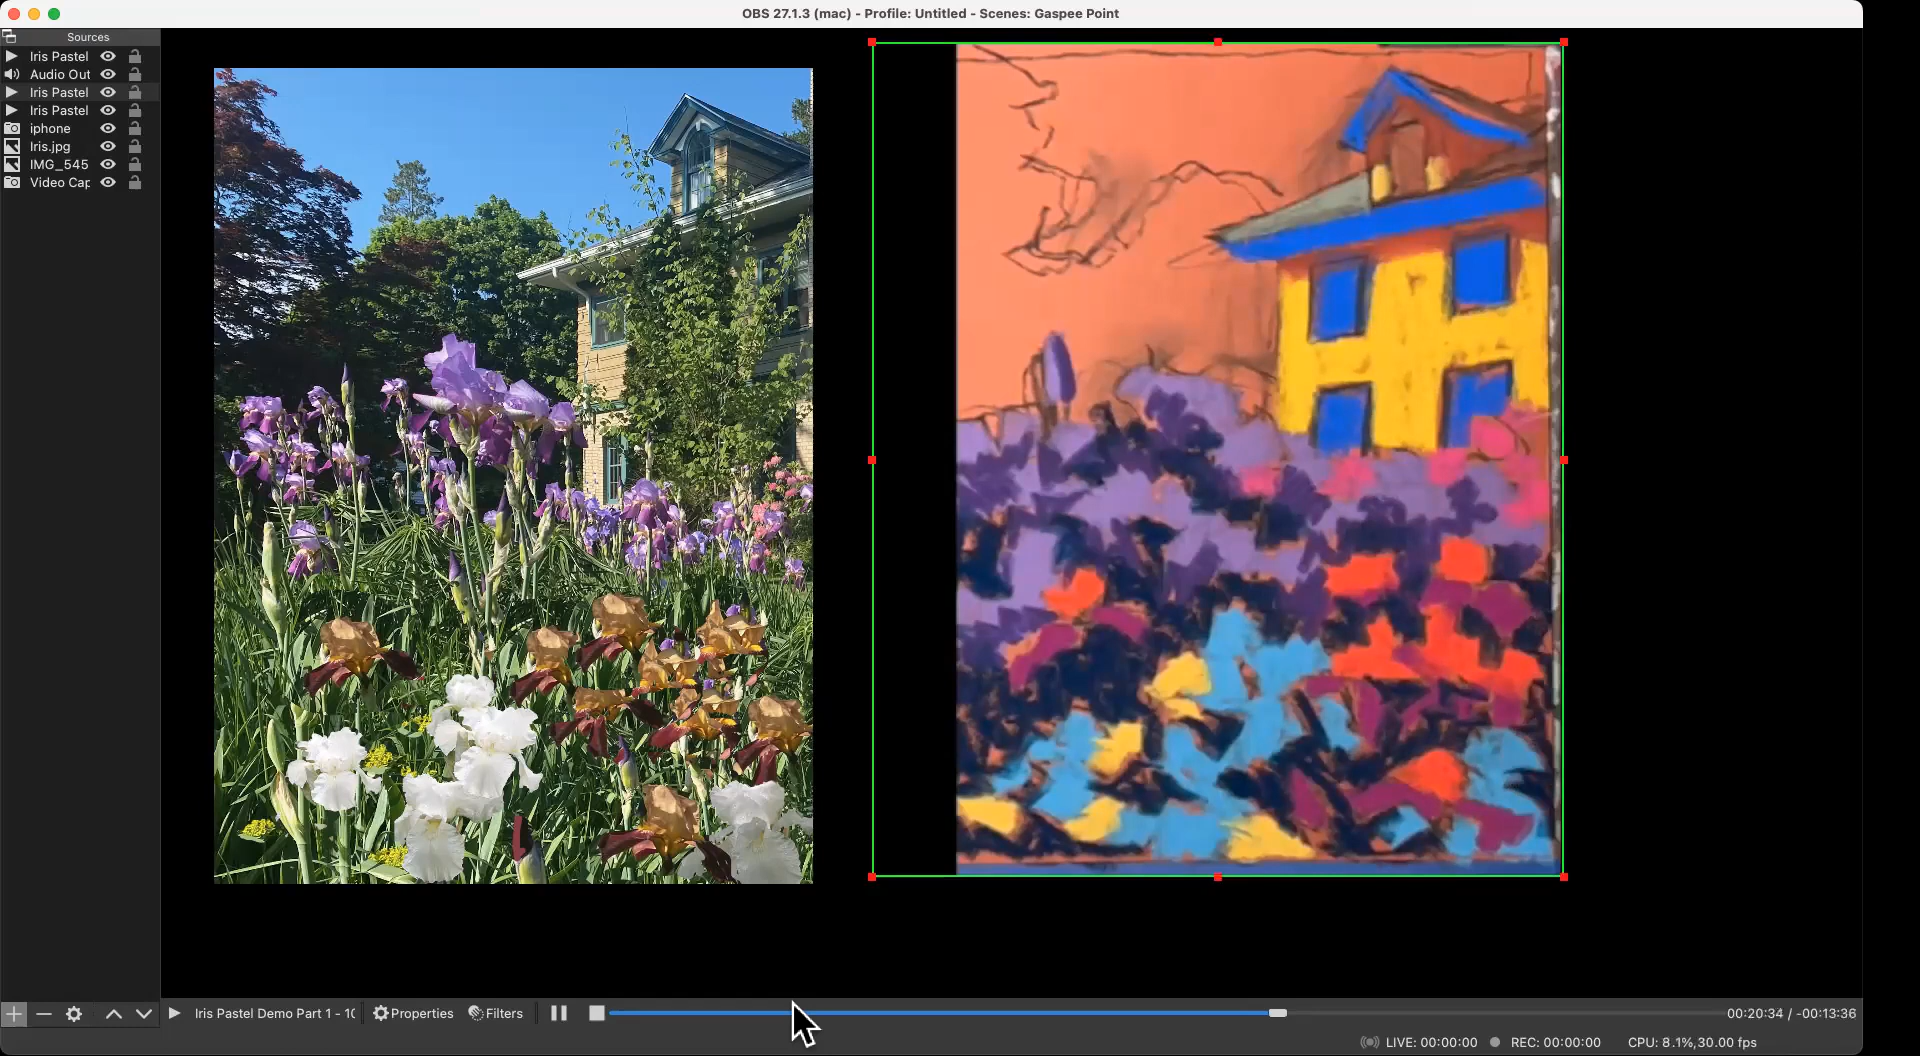 OBS 27.1.3 (mac) - Profile: Untitled - Scenes: Gaspee Point
Sources
Iris Pastel
Audio Out
Iris Pastel
Iris Pastel
iphone
Iris.jpg
IMG_545
Video Cap
Iris Pastel Demo Part 1 - 10
Properties
Filters
00:20:34 / -00:13:36
LIVE: 00:00:00
REC: 00:00:00
CPU: 8.1%,30.00 fps